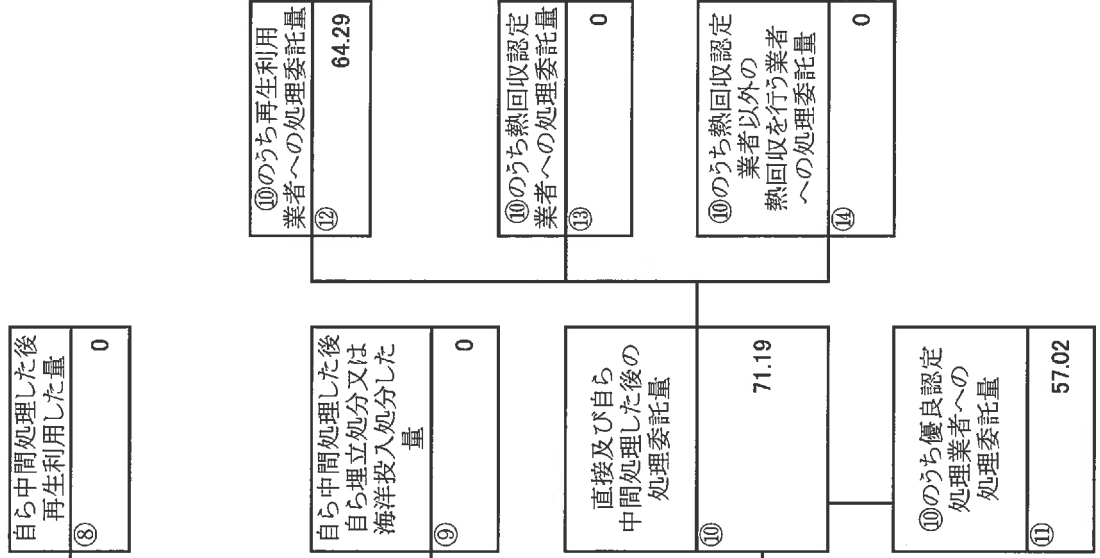 自ら中間処理した後
再生利用した量
⑧
0
自ら中間処理した後
自ら埋立処分又は
海洋投入処分した
量
⑨
0
直接及び自ら
中間処理した後の
処理委託量
⑩
71.19
⑩のうち優良認定
処理業者への
処理委託量
⑪
57.02
⑩のうち再生利用
業者への処理委託量
⑫
64.29
⑩のうち熱回収認定
業者への処理委託量
⑬
0
⑩のうち熱回収認定
業者以外の
熱回収を行う業者
への処理委託量
⑭
0